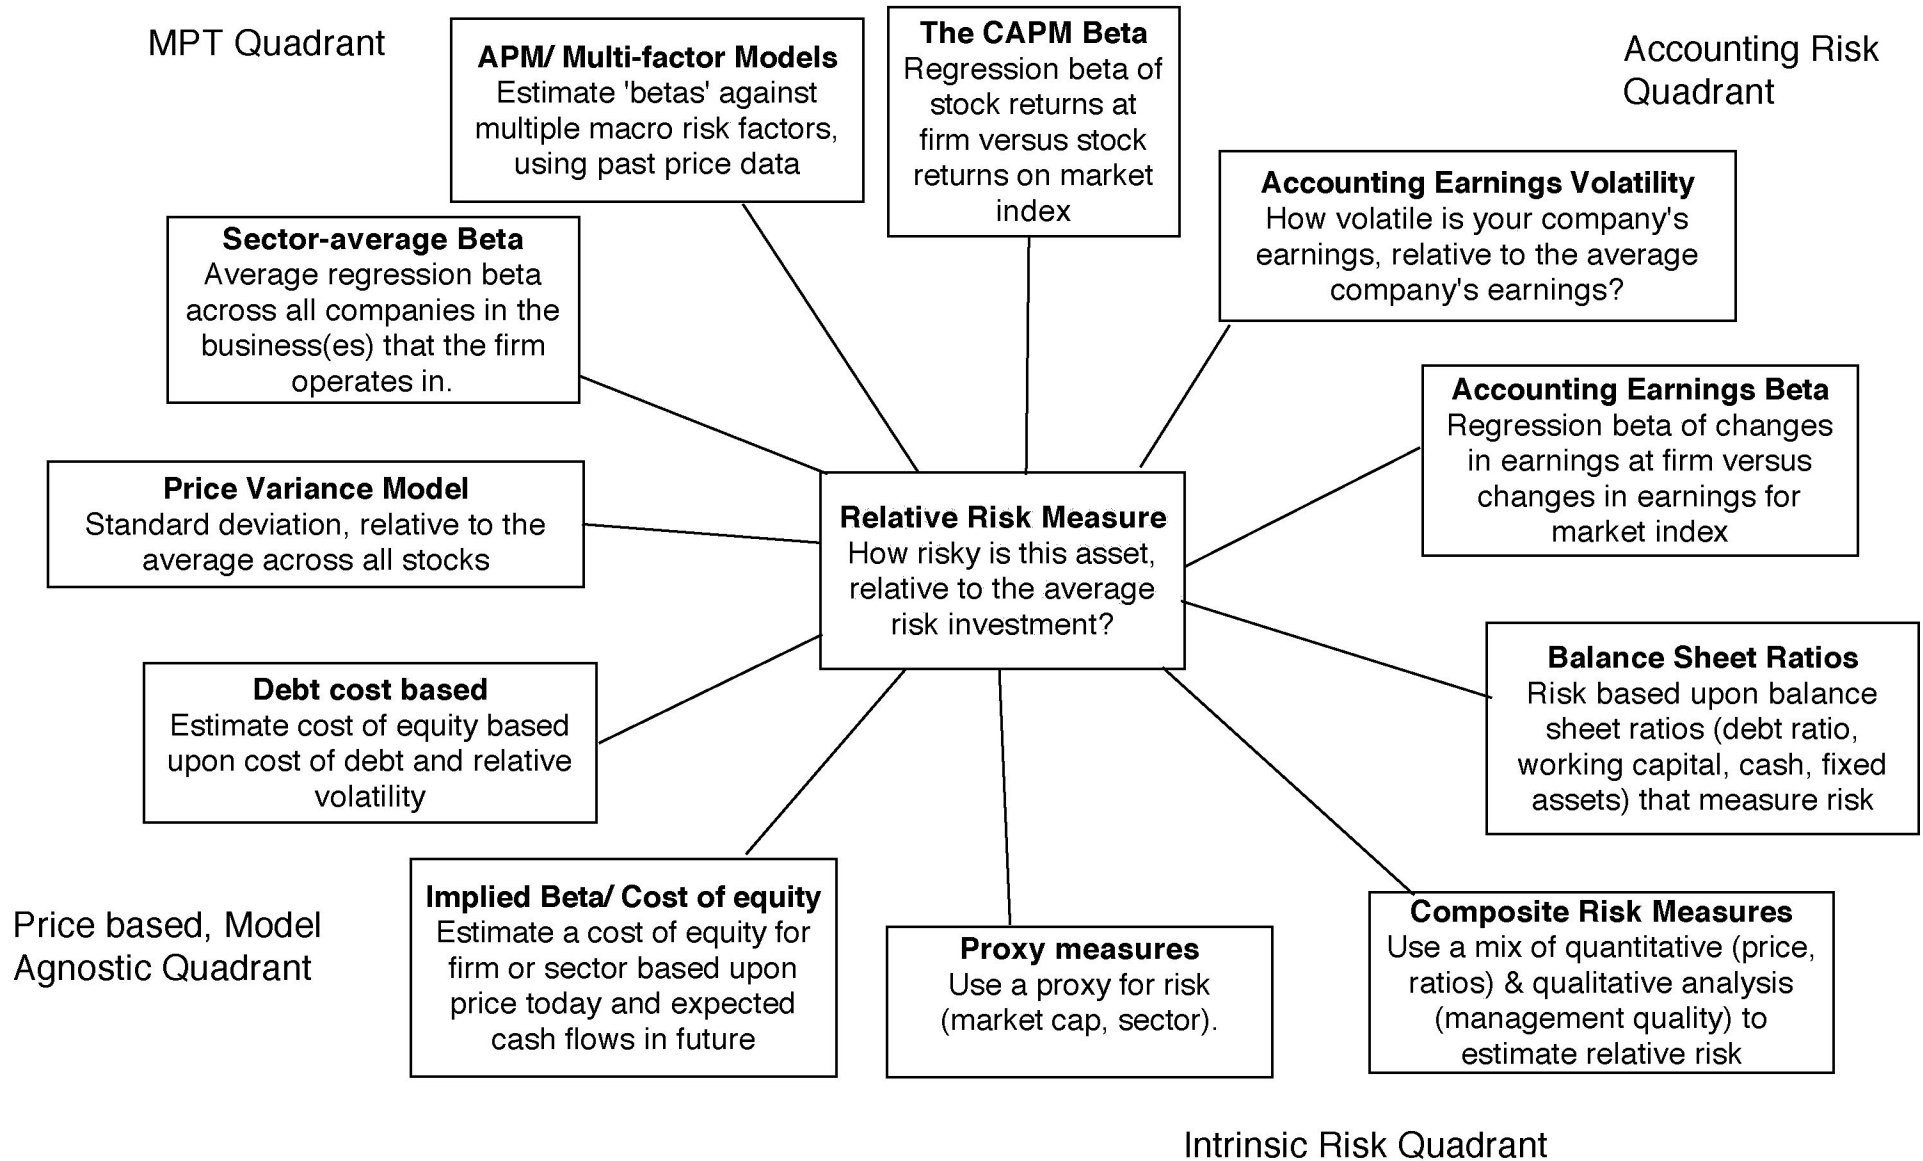 MPT Quadrant
APM/ Multi-factor Models
Estimate 'betas' against
multiple macro risk factors,
using past price data
The CAPM Beta
Regression beta of
stock returns at
firm versus stock
returns on market
index
Accounting Risk
Quadrant
Accounting Earnings Volatility
How volatile is your company's
earnings, relative to the average
company's earnings?
Sector-average Beta
Average regression beta
across all companies in the
business(es) that the firm
operates in.
Accounting Earnings Beta
Regression beta of changes
in earnings at firm versus
changes in earnings for
market index
Price Variance Model
Standard deviation, relative to the
average across all stocks
Relative Risk Measure
How risky is this asset,
relative to the average
risk investment?
Balance Sheet Ratios
Risk based upon balance
sheet ratios (debt ratio,
working capital, cash, fixed
assets) that measure risk
Debt cost based
Estimate cost of equity based
upon cost of debt and relative
volatility
Price based, Model
Agnostic Quadrant
Implied Beta/ Cost of equity
Estimate a cost of equity for
firm or sector based upon
price today and expected
cash flows in future
Proxy measures
Use a proxy for risk
(market cap, sector).
Composite Risk Measures
Use a mix of quantitative (price,
ratios) & qualitative analysis
(management quality) to
estimate relative risk
Intrinsic Risk Quadrant